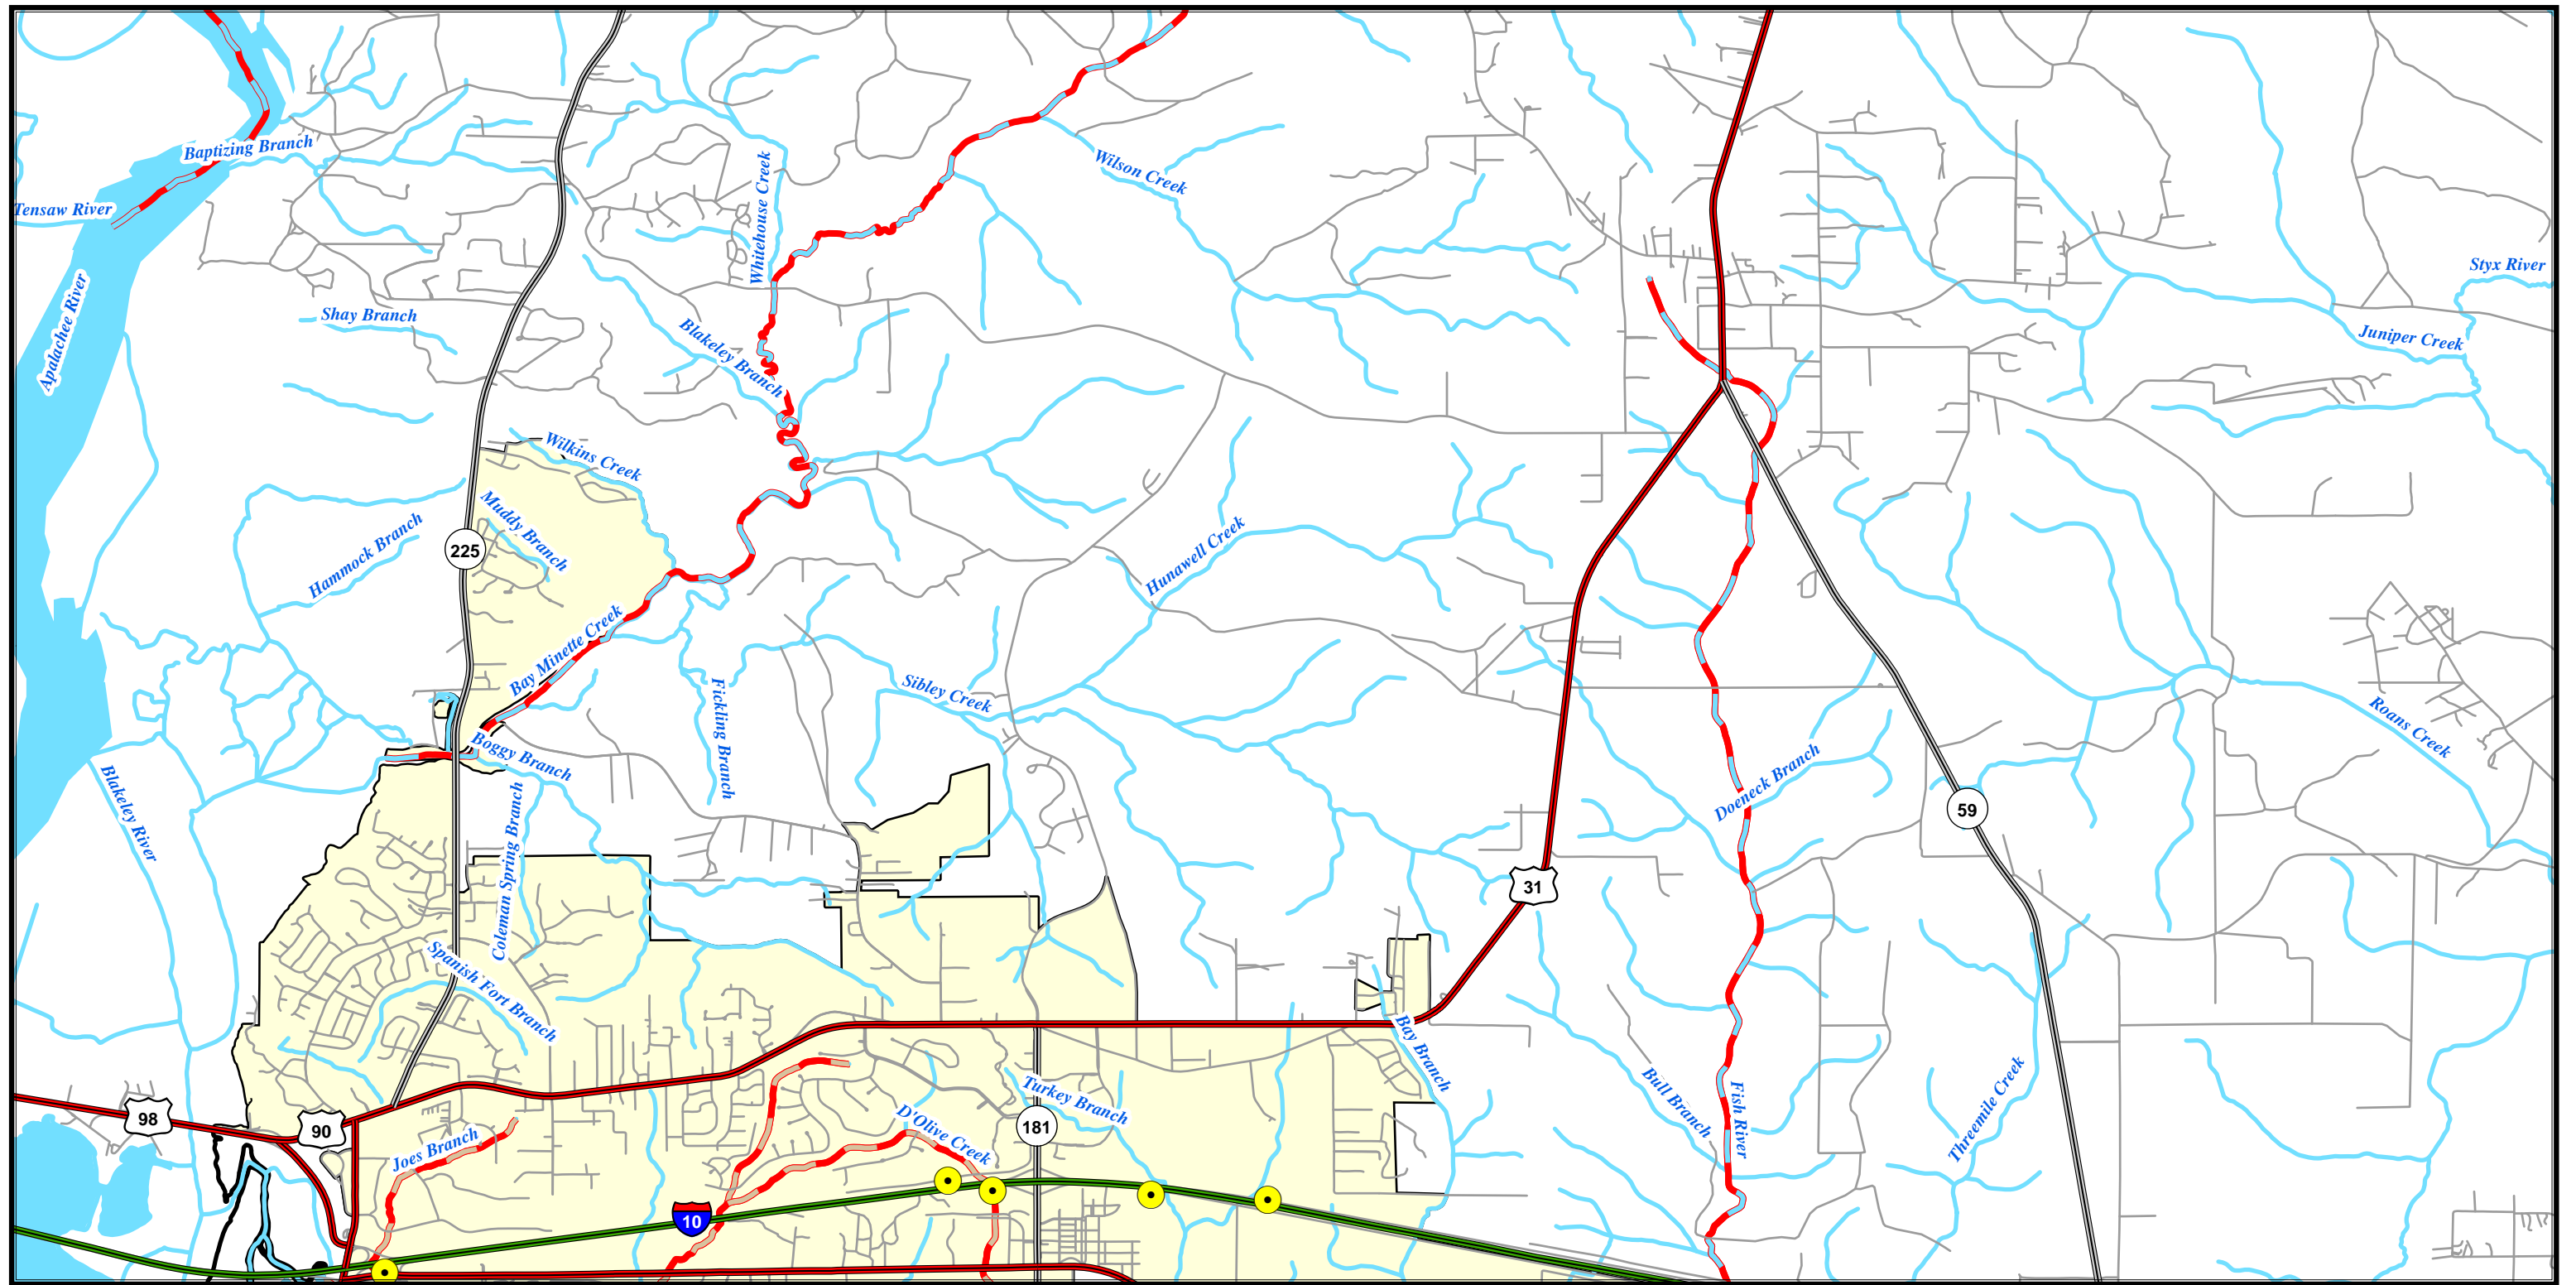 Baptizing Branch
Tensaw River
Apalachee River
Whitehouse Creek
Wilson Creek
Styx River
Shay Branch
Blakeley Branch
Juniper Creek
Wilkins Creek
Muddy Branch
225
Hammock Branch
Hunawell Creek
Bay Minette Creek
Fickling Branch
Sibley Creek
Roans Creek
Boggy Branch
Blakeley River
Coleman Spring Branch
Doeneck Branch
59
31
Spanish Fort Branch
Bay Branch
Bull Branch
Fish River
Threemile Creek
Turkey Branch
98
90
D'Olive Creek
181
Joes Branch
10